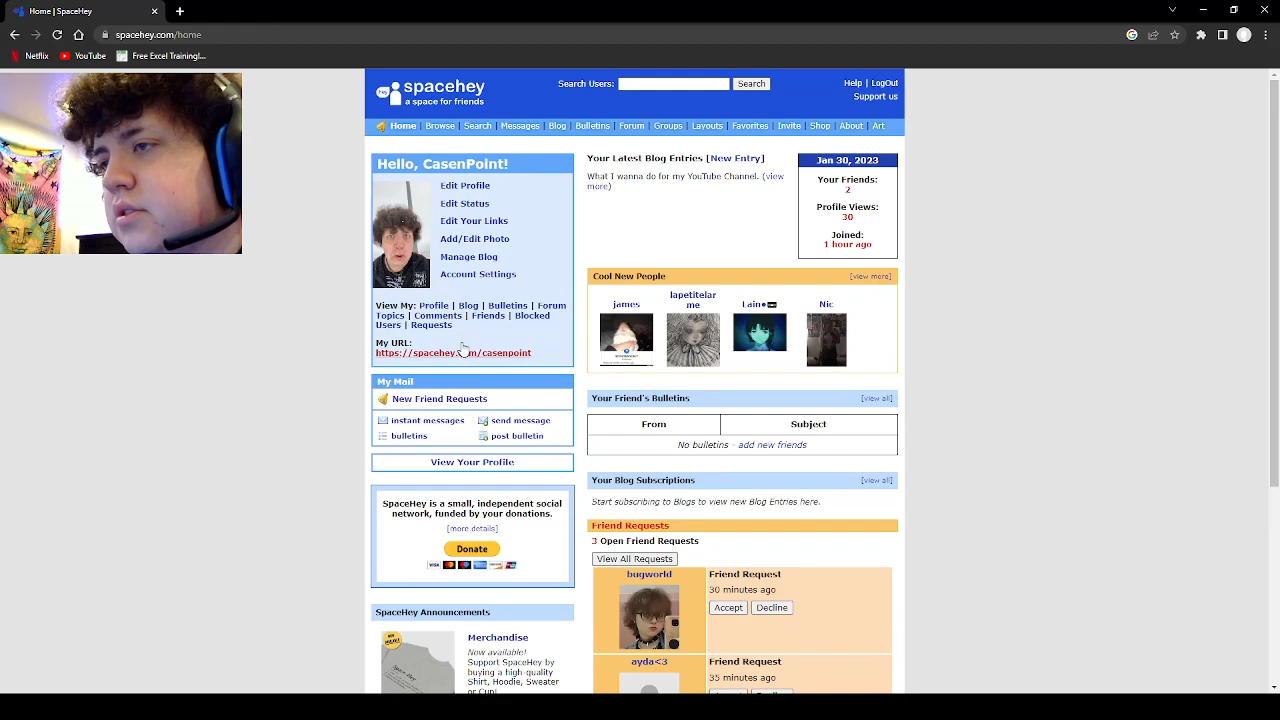 Home | SpaceHey
spacehey.com/home
Netflix YouTube Free Excel Training!...
hey spacehey
a space for friends
Search Users: Search
Help | LogOut
Support us
Home | Browse | Search | Messages | Blog | Bulletins | Forum | Groups | Layouts | Favorites | Invite | Shop | About | Art
Hello, CasenPoint!
Edit Profile
Edit Status
Edit Your Links
Add/Edit Photo
Manage Blog
Account Settings
View My: Profile | Blog | Bulletins | Forum
Topics | Comments | Friends | Blocked
Users | Requests
My URL:
https://spacehey.com/casenpoint
My Mail
New Friend Requests
instant messages send message
bulletins post bulletin
View Your Profile
SpaceHey is a small, independent social
network, funded by your donations.
[more details]
Donate
VISA
SpaceHey Announcements
Merchandise
Now available!
Support SpaceHey by
buying a high-quality
Shirt, Hoodie, Sweater
or Cup!
Your Latest Blog Entries [New Entry]
What I wanna do for my YouTube Channel. (view
more)
Jan 30, 2023
Your Friends:
2
Profile Views:
30
Joined:
1 hour ago
Cool New People [view more]
james lapetitelar
me Lain Nic
Your Friend's Bulletins [view all]
From Subject
No bulletins - add new friends
Your Blog Subscriptions [view all]
Start subscribing to Blogs to view new Blog Entries here.
Friend Requests
3 Open Friend Requests
View All Requests
bugworld Friend Request
30 minutes ago
Accept Decline
ayda<3 Friend Request
35 minutes ago